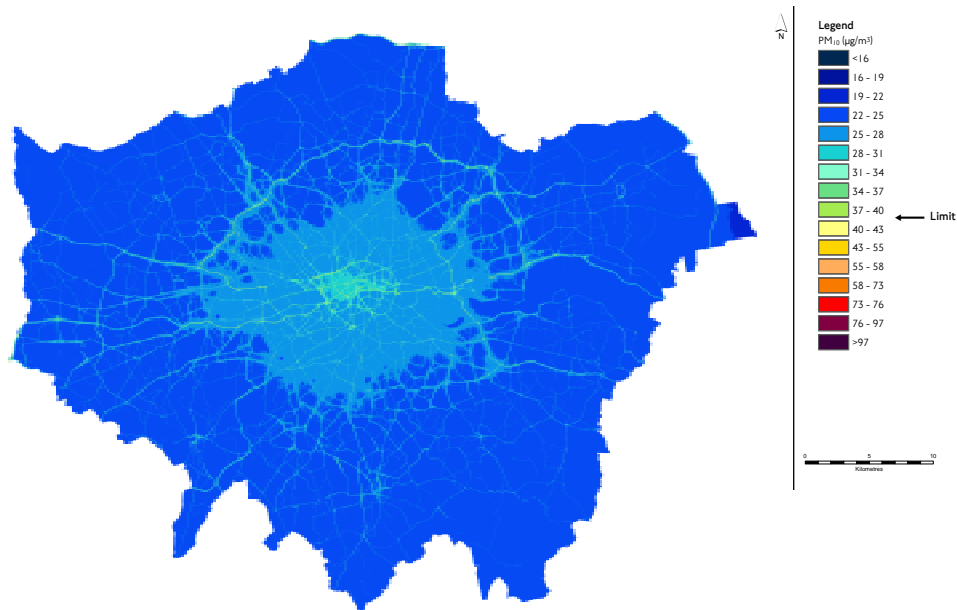 N
Legend
PM₁₀ (µg/m³)
<16
16 - 19
19 - 22
22 - 25
25 - 28
28 - 31
31 - 34
34 - 37
37 - 40
Limit
40 - 43
43 - 55
55 - 58
58 - 73
73 - 76
76 - 97
>97
0 5 10
Kilometres